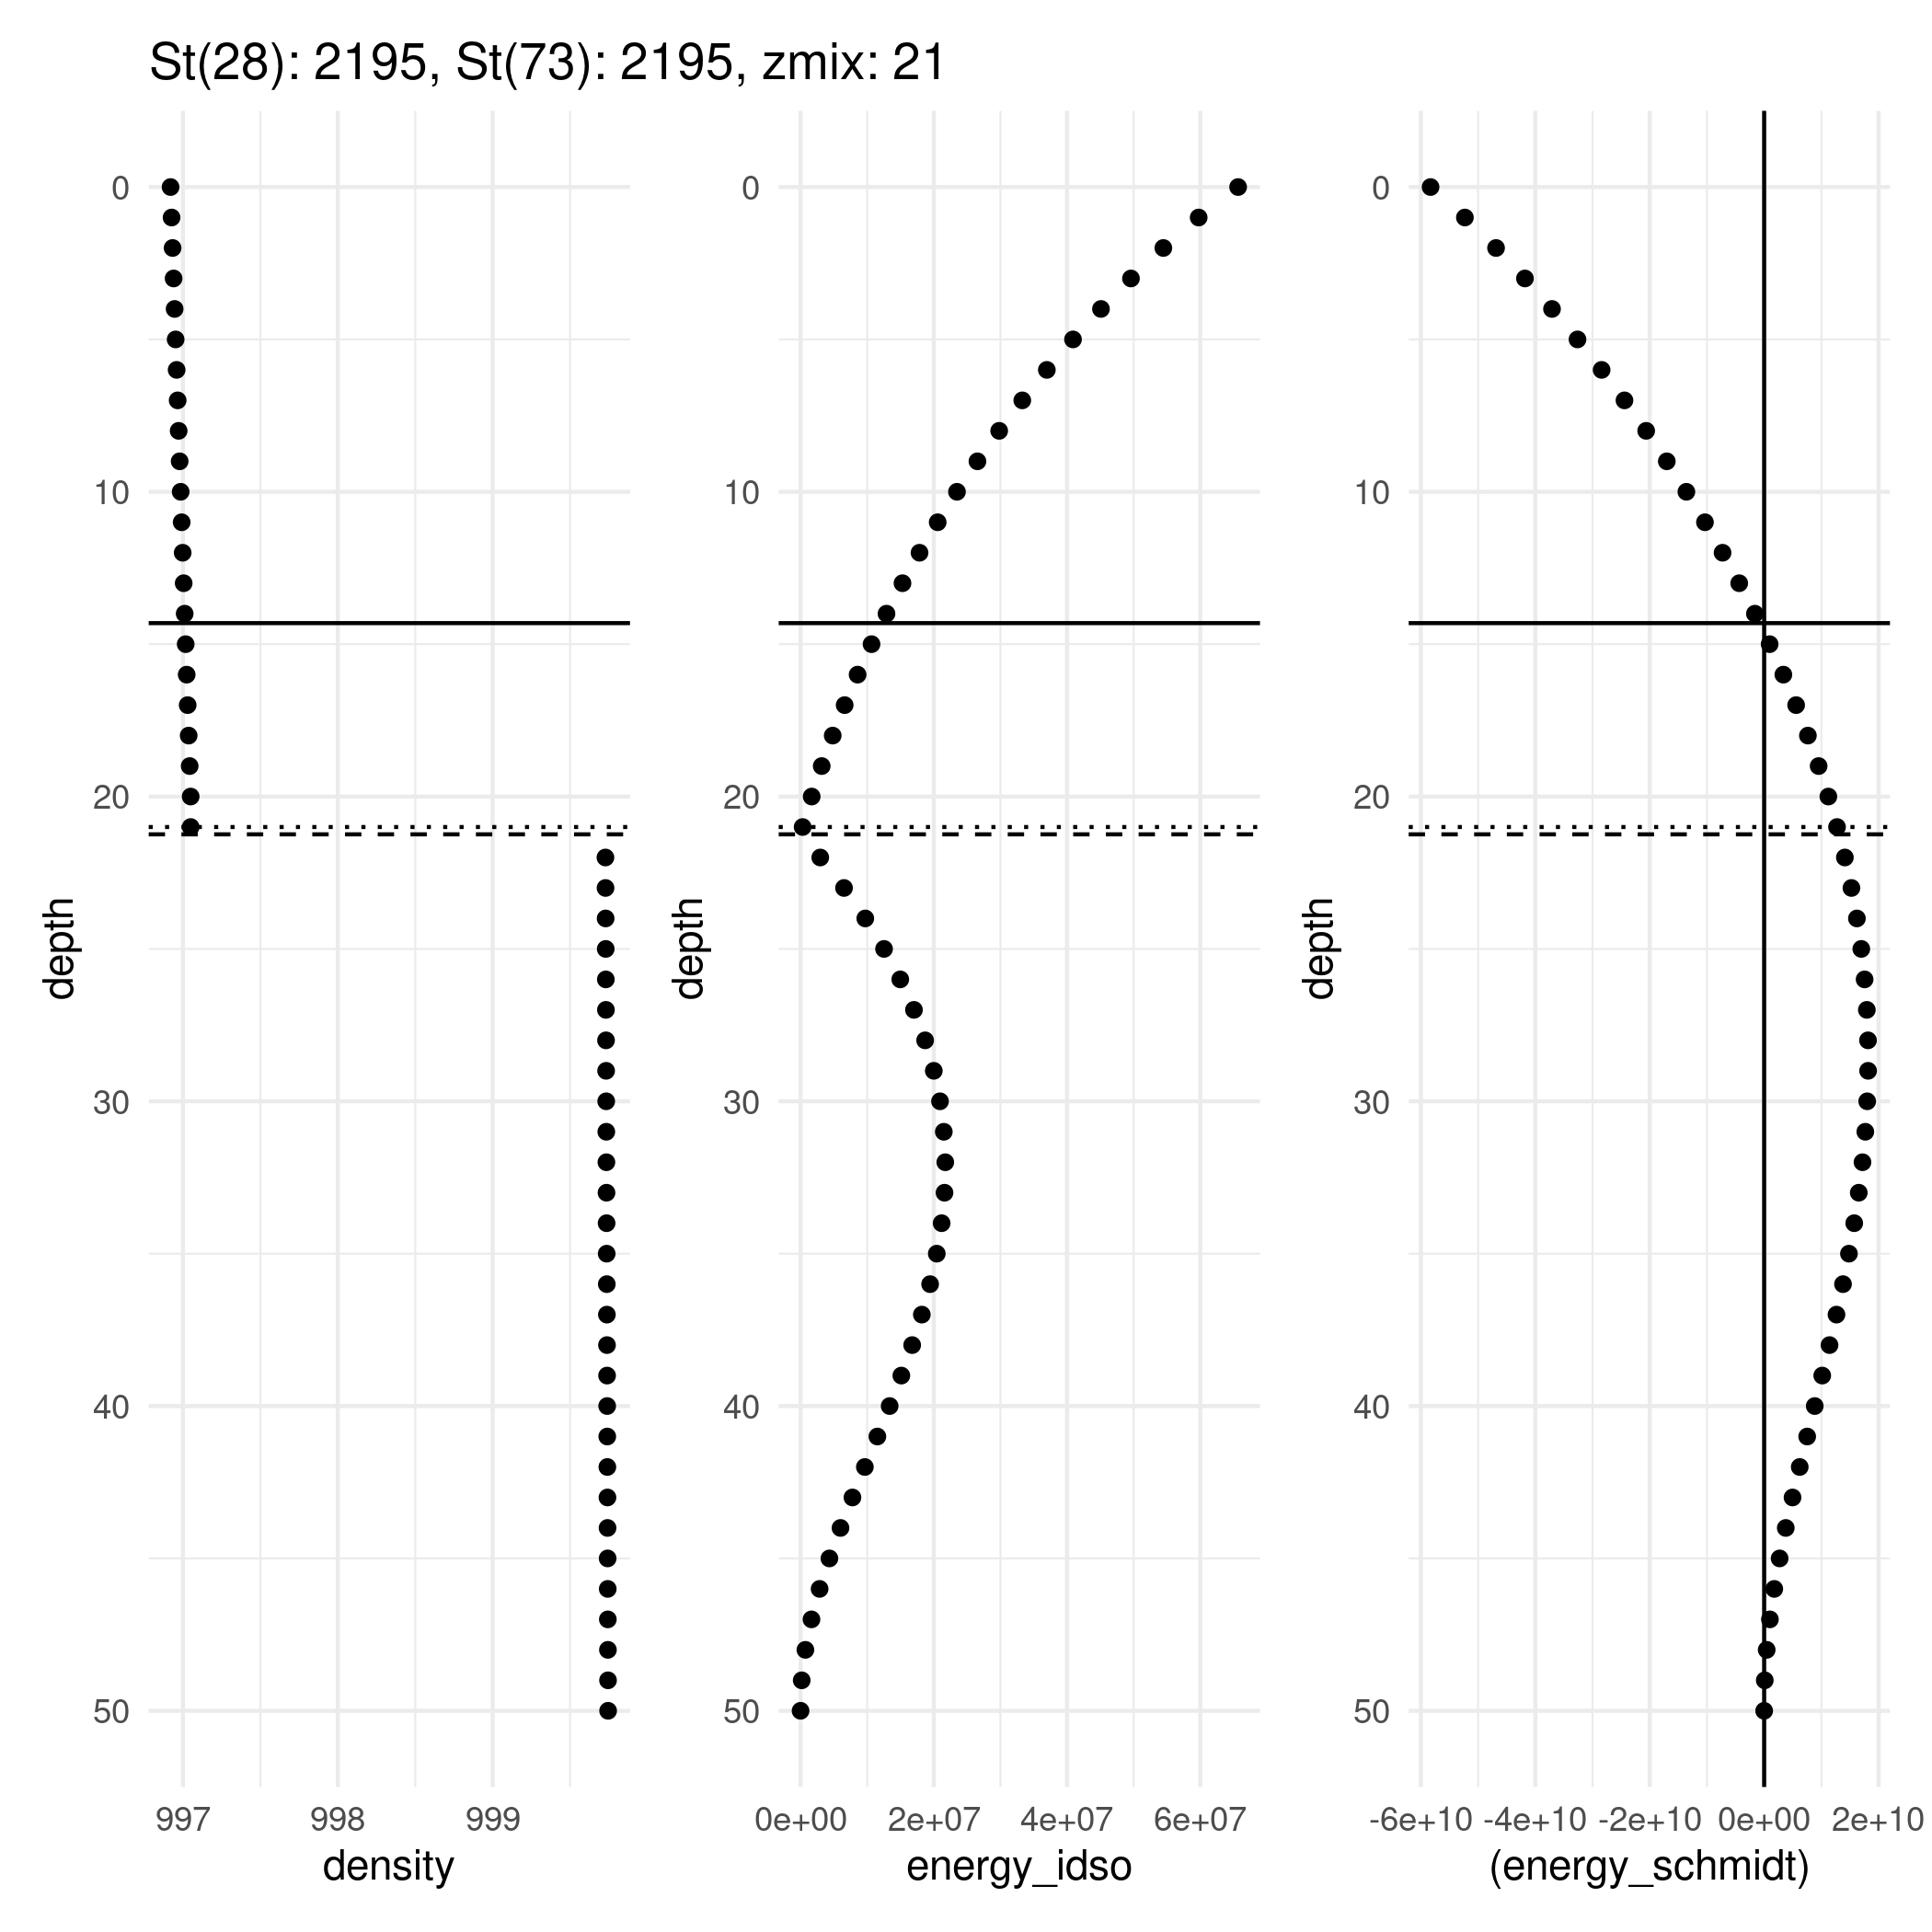 St(28): 2195, St(73): 2195, zmix: 21
0
10
20
30
40
50
depth
997 998 999
density
0
10
20
30
40
50
depth
0e+00 2e+07 4e+07 6e+07
energy_idso
0
10
20
30
40
50
depth
-6e+10 -4e+10 -2e+10 0e+00 2e+10
(energy_schmidt)